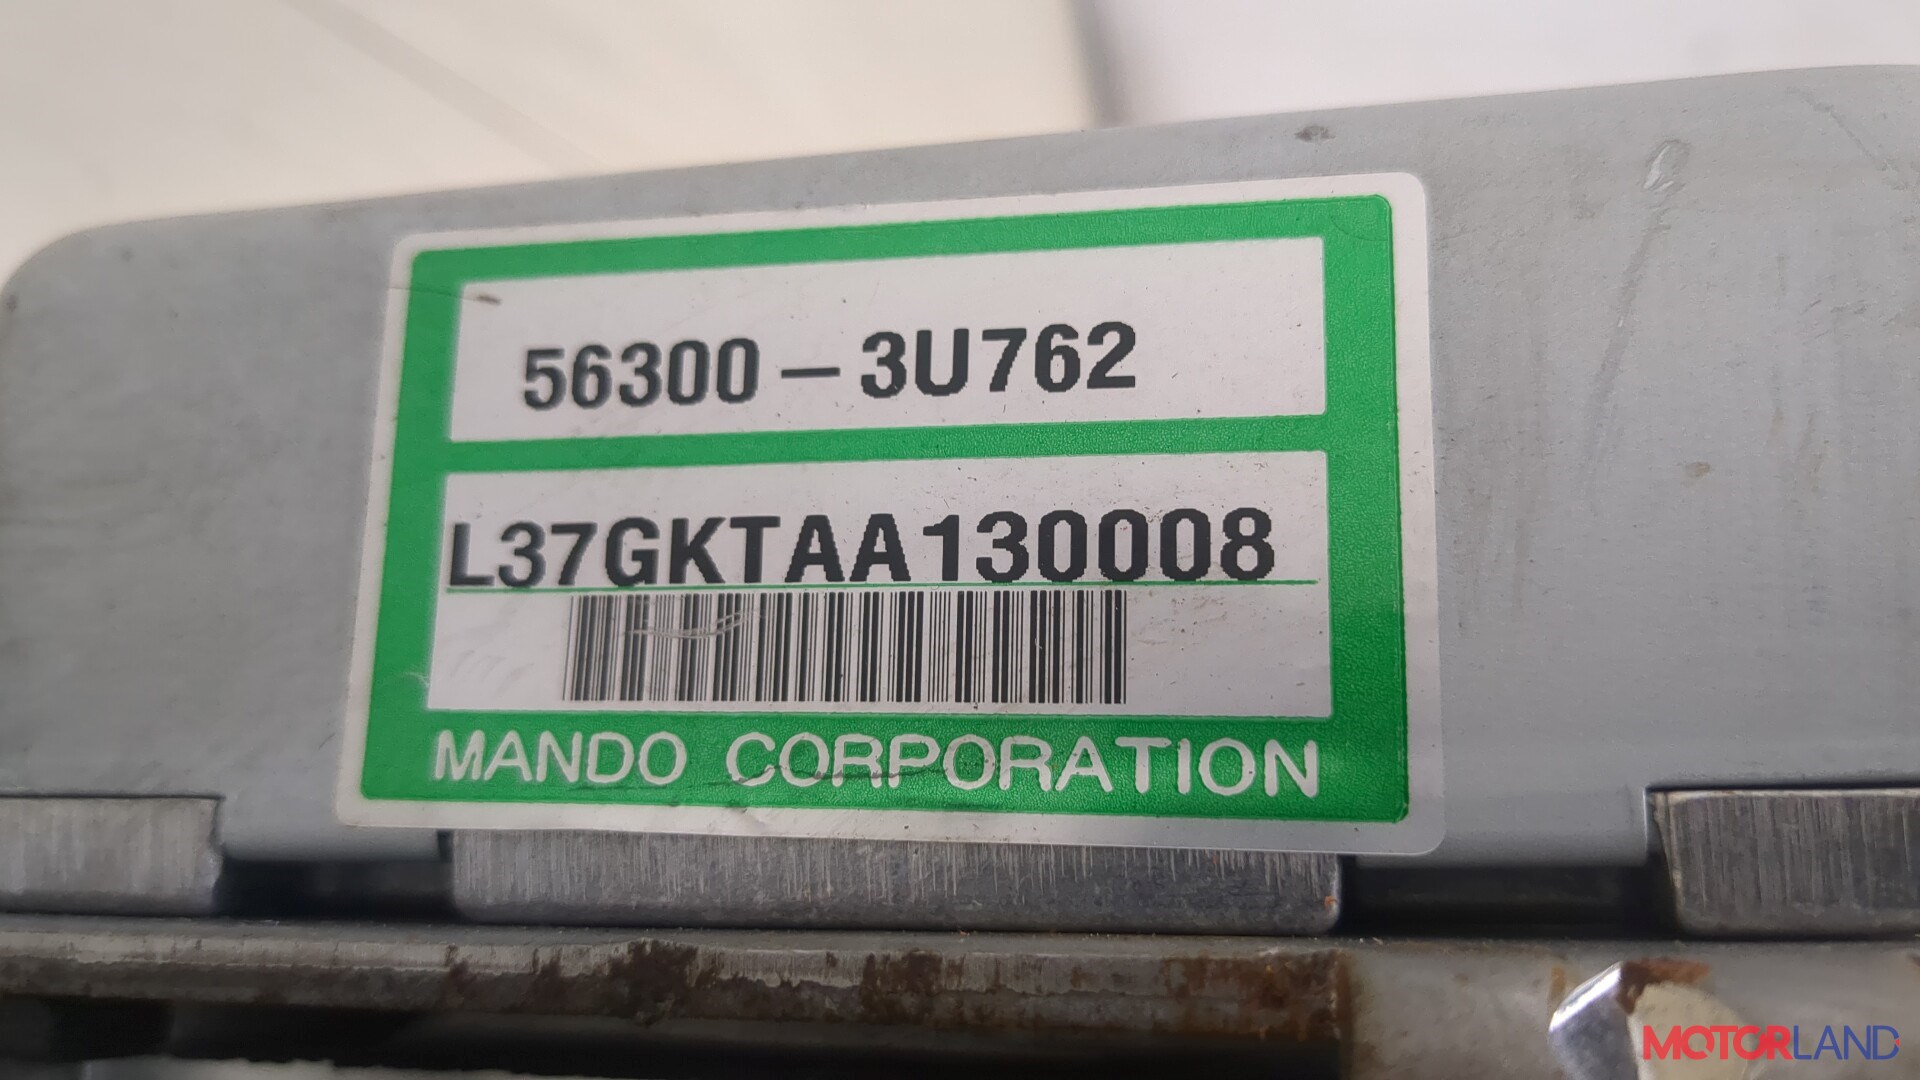 56300-3U762
L37GKTAA130008
MANDO CORPORATION
MOTORLAND